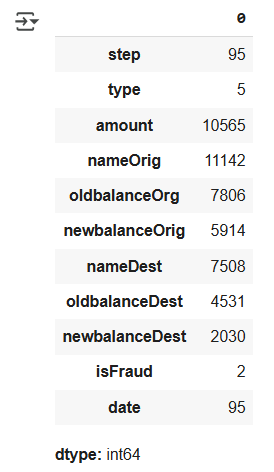 0
step 95
type 5
amount 10565
nameOrig 11142
oldbalanceOrg 7806
newbalanceOrig 5914
nameDest 7508
oldbalanceDest 4531
newbalanceDest 2030
isFraud 2
date 95
dtype: int64